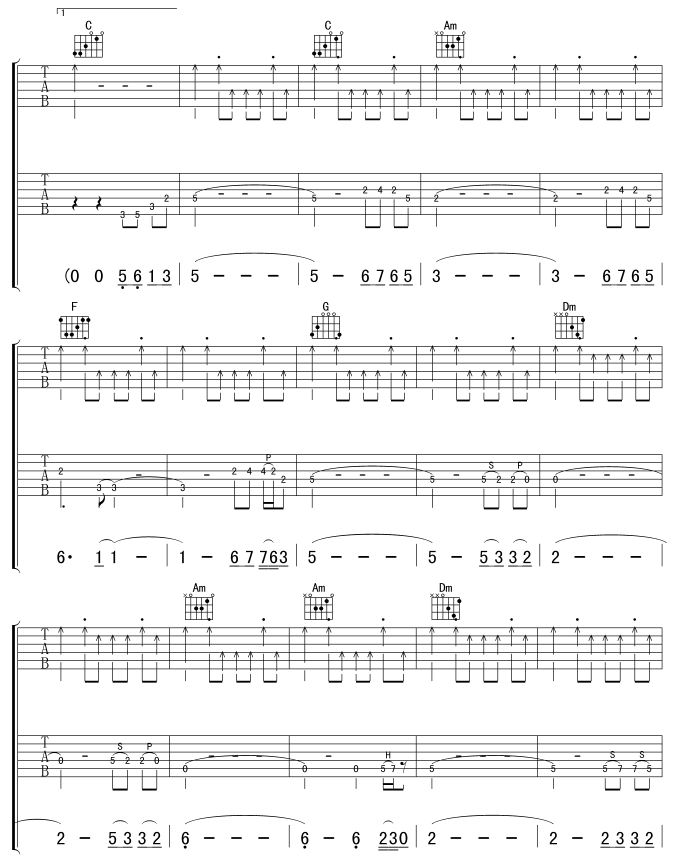 1
C C Am
T A B
T A B 3 5 3 2 5 5 2 4 2 5 2 2 2 4 2 5
(0 0 5 6 1 3 | 5 - - - | 5 - 6 7 6 5 | 3 - - - | 3 - 6 7 6 5
F G Dm
T A B
P S P
T A B 2 3 3 3 2 4 4 2 2 5 5 5 2 2 0 0
6· 1 1 - | 1 - 6 7 7 6 3 | 5 - - - | 5 - 5 3 3 2 | 2 - - -
Am Am Dm
T A B
S P H S S
T A B 0 5 2 2 0 0 0 0 5 7 5 5 5 7 7 5
2 - 5 3 3 2 | 6 - - - | 6 - 6 2 3 0 | 2 - - - | 2 - 2 3 3 2